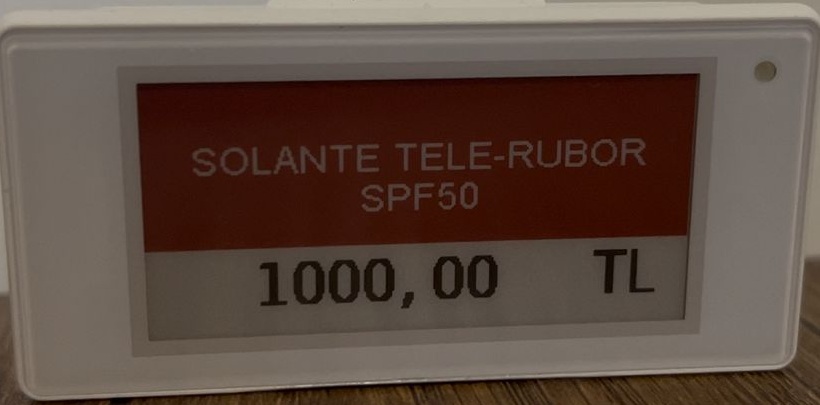 SOLANTE TELE-RUBOR
SPF50
1000,00 TL